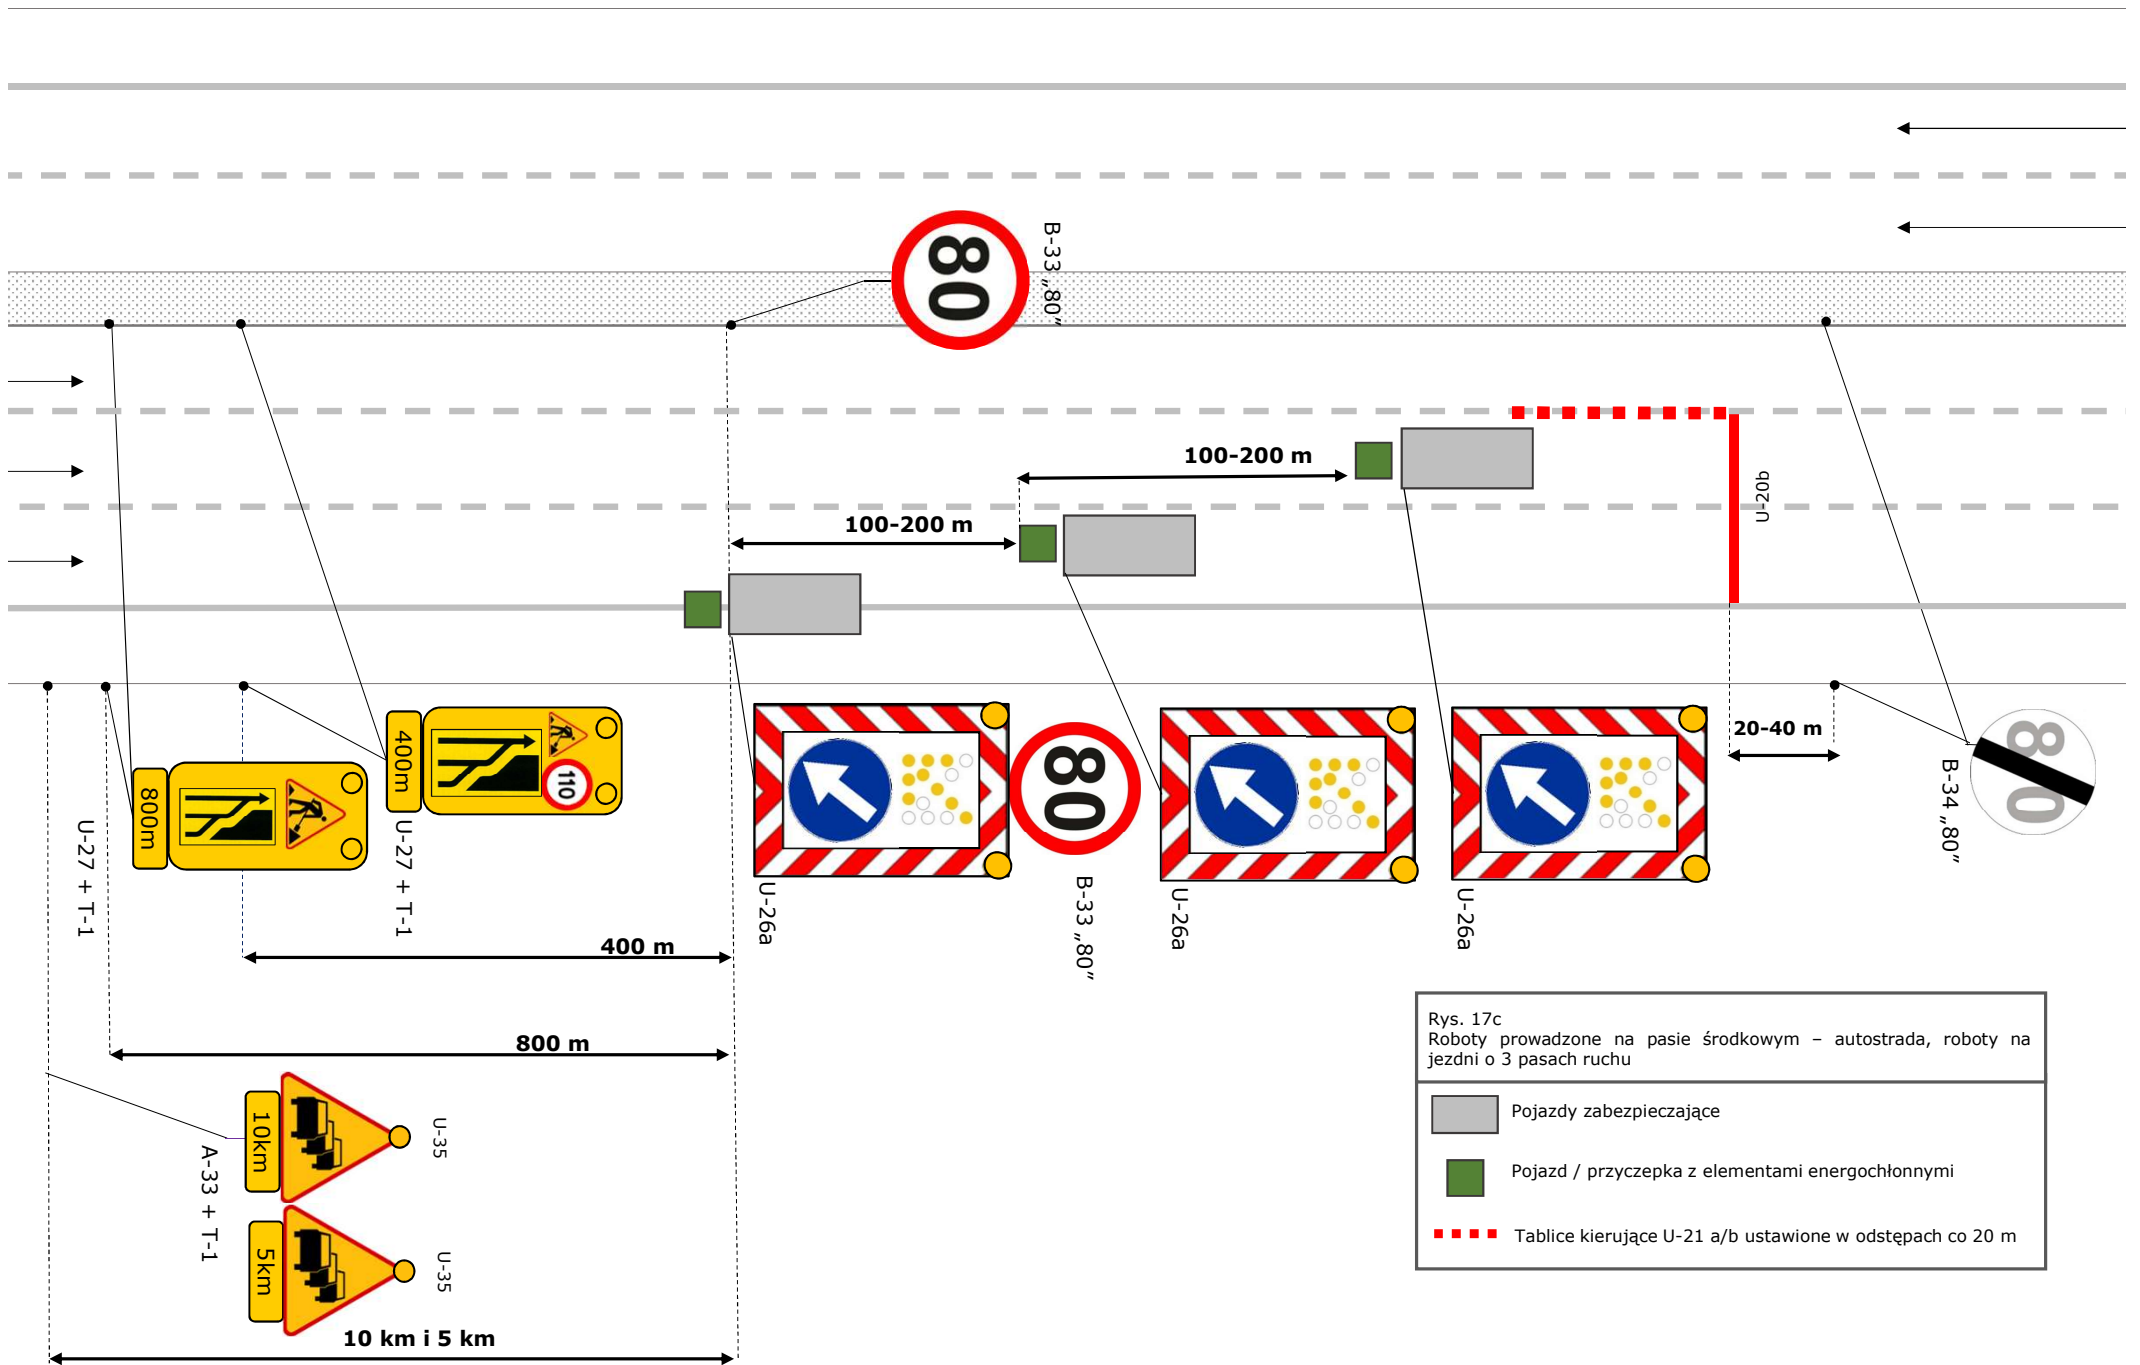 80
B-33 „80”
100-200 m
100-200 m
U-20b
20-40 m
80
B-34 „80”
400m
110
U-27 + T-1
800m
U-27 + T-1
U-26a
80
B-33 „80”
U-26a
U-26a
400 m
800 m
10km
U-35
A-33 + T-1
5km
U-35
10 km i 5 km
Rys. 17c
Roboty prowadzone na pasie środkowym – autostrada, roboty na
jezdni o 3 pasach ruchu
Pojazdy zabezpieczające
Pojazd / przyczepka z elementami energochłonnymi
Tablice kierujące U-21 a/b ustawione w odstępach co 20 m